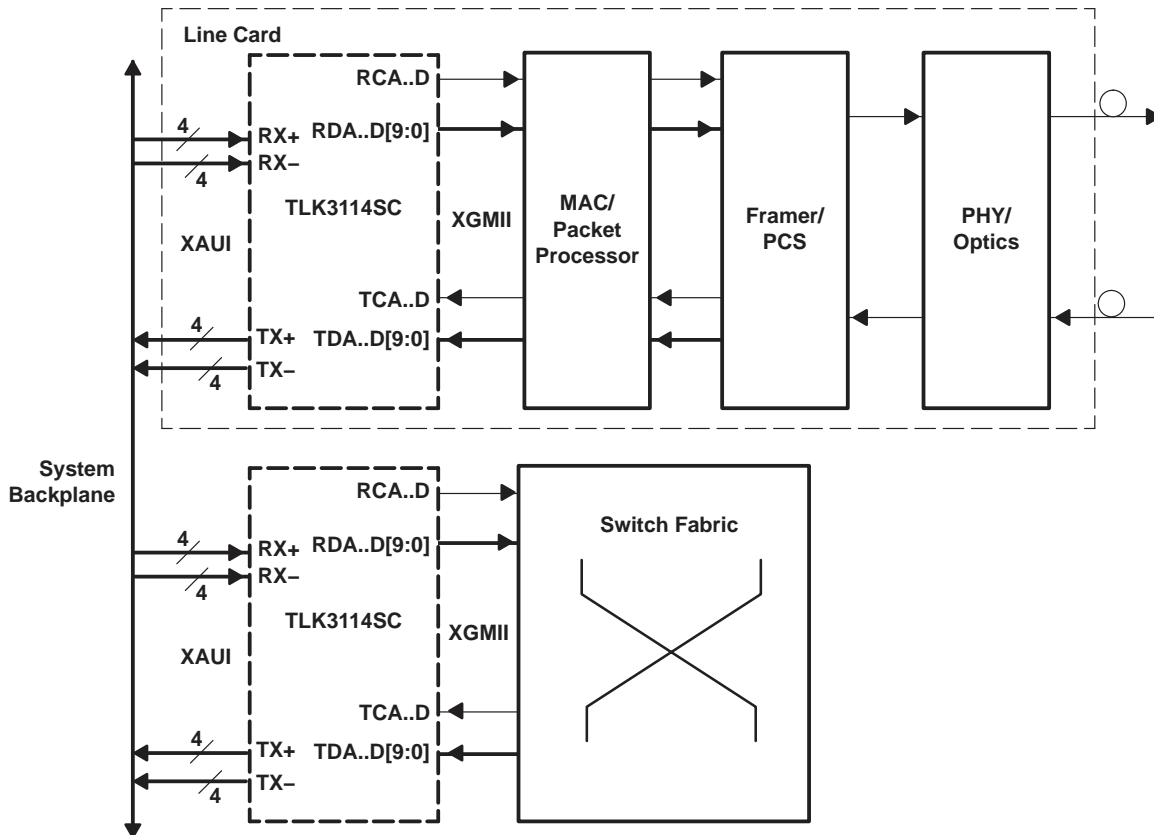 Line Card
RCA..D
4
RX+
RDA..D[9:0]
RX–
4
TLK3114SC
MAC/
Packet
Processor
Framer/
PCS
PHY/
Optics
XAUI
XGMII
TCA..D
4
TX+
TDA..D[9:0]
TX–
4
System
Backplane
RCA..D
Switch Fabric
4
RX+
RDA..D[9:0]
RX–
4
TLK3114SC
XGMII
XAUI
TCA..D
4
TX+
TDA..D[9:0]
TX–
4